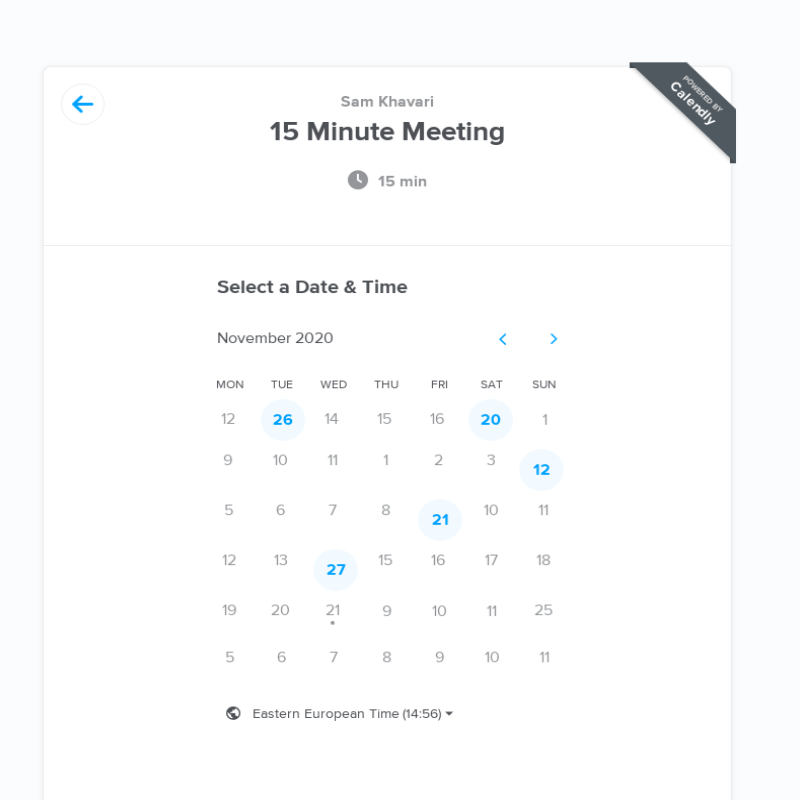 Sam Khavari
15 Minute Meeting
15 min
POWERED BY
Calendly
Select a Date & Time
November 2020
MON TUE WED THU FRI SAT SUN
12 26 14 15 16 20 1
9 10 11 1 2 3 12
5 6 7 8 21 10 11
12 13 27 15 16 17 18
19 20 21 9 10 11 25
5 6 7 8 9 10 11
Eastern European Time (14:56)